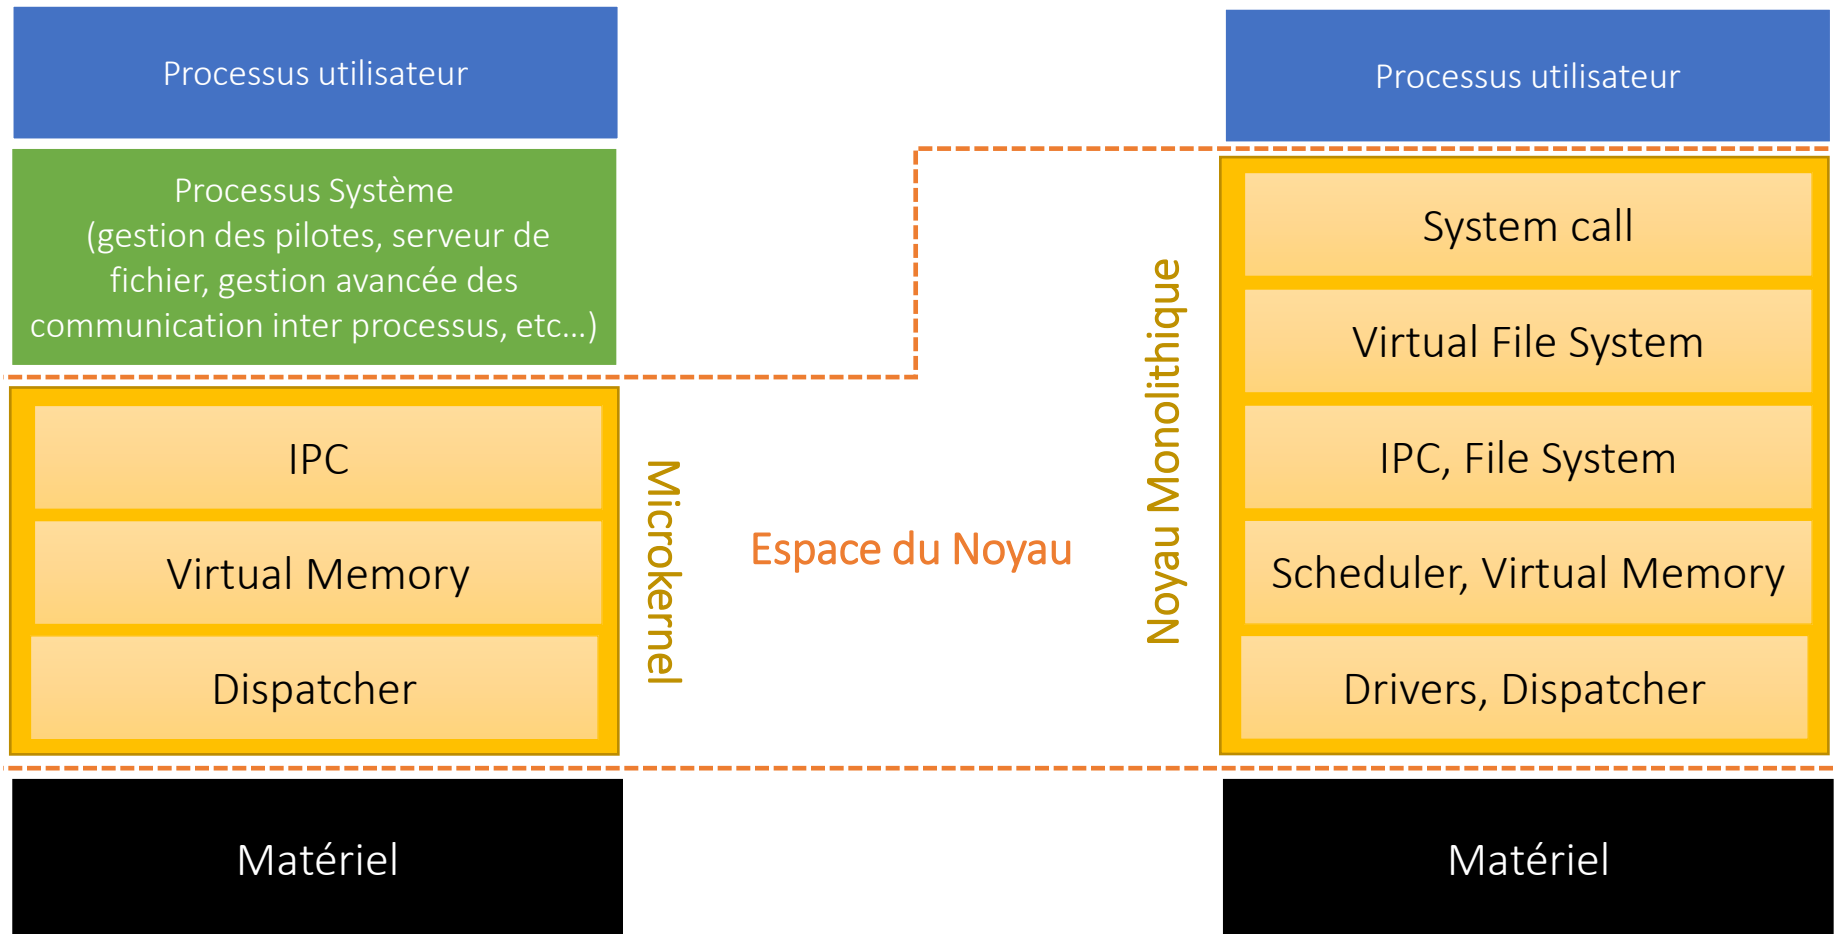 Processus utilisateur
Processus Système
(gestion des pilotes, serveur de
fichier, gestion avancée des
communication inter processus, etc...)
IPC
Virtual Memory
Dispatcher
Microkernel
Matériel
Espace du Noyau
Noyau Monolithique
Processus utilisateur
System call
Virtual File System
IPC, File System
Scheduler, Virtual Memory
Drivers, Dispatcher
Matériel